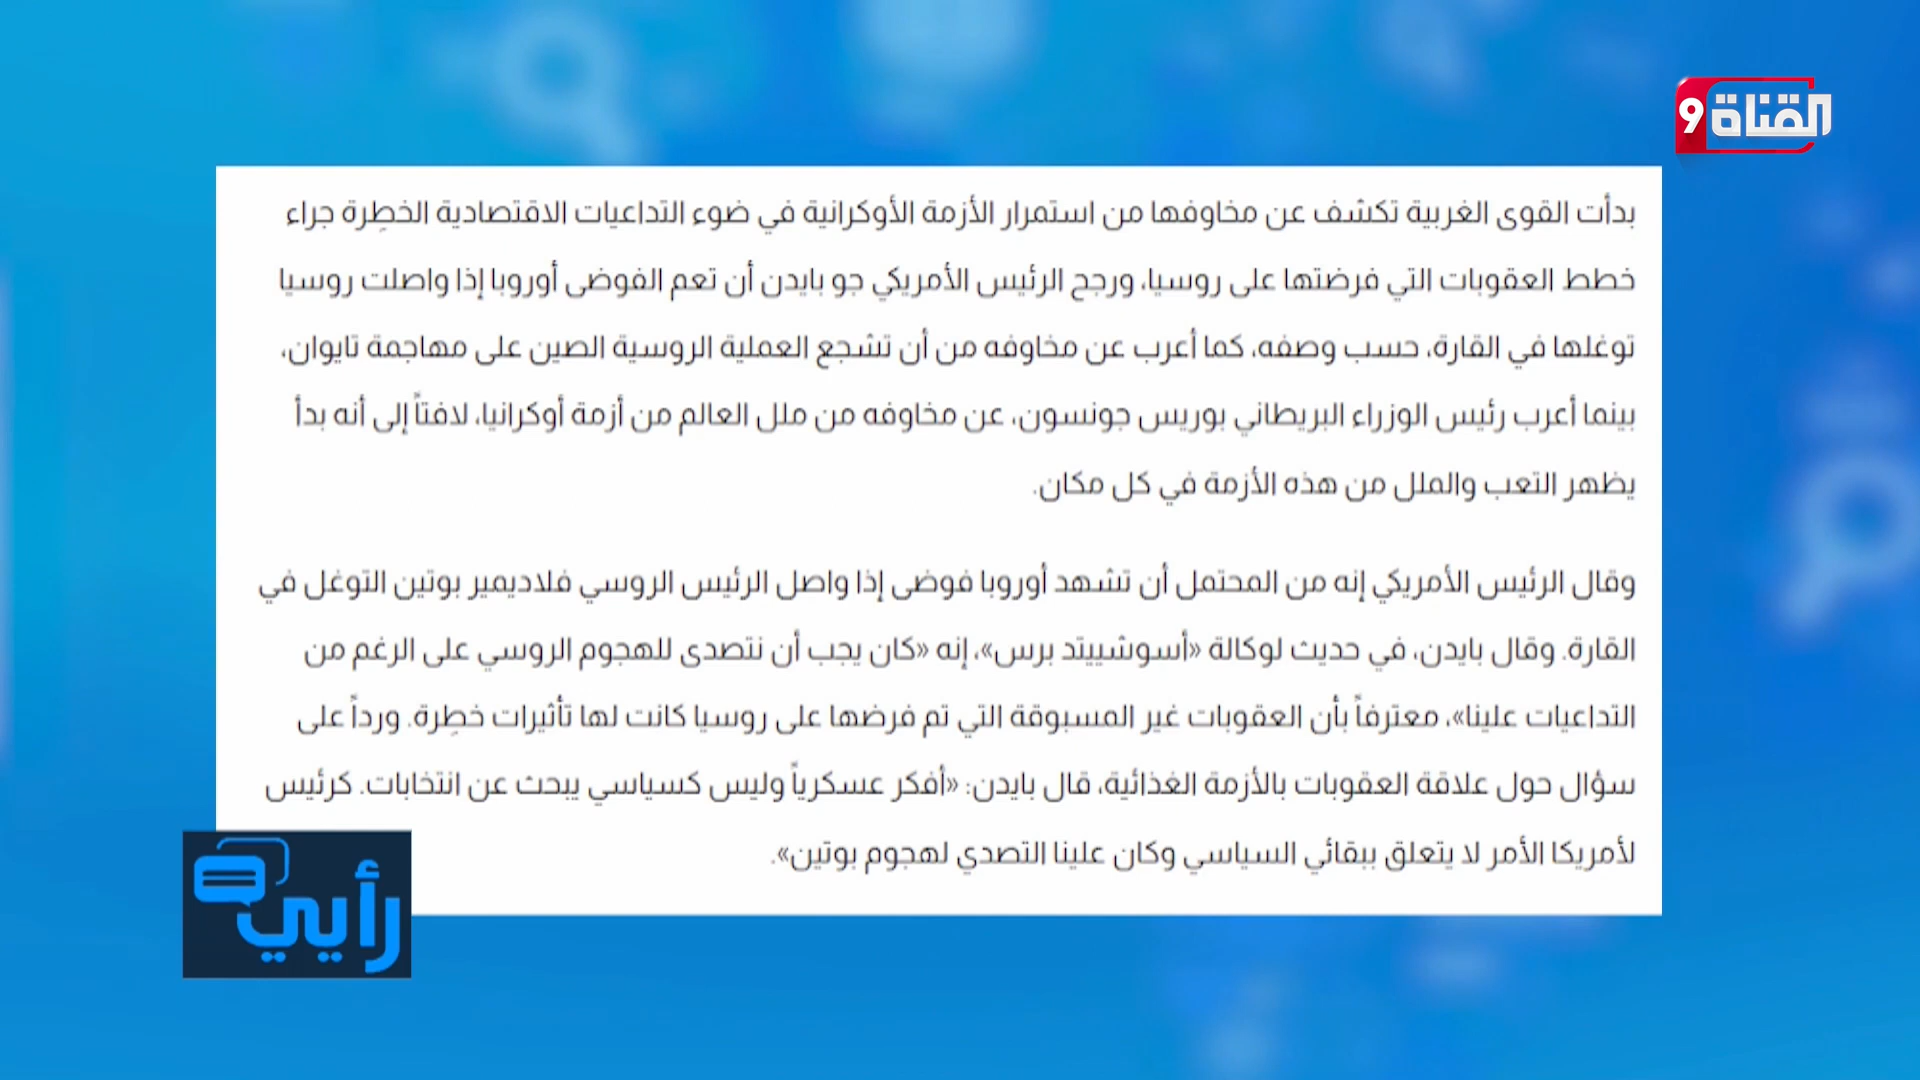 القناة 9
بدأت القوى الغربية تكشف عن مخاوفها من استمرار الأزمة الأوكرانية في ضوء التداعيات الاقتصادية الخطِرة جراء
خطط العقوبات التي فرضتها على روسيا، ورجح الرئيس الأمريكي جو بايدن أن تعم الفوضى أوروبا إذا واصلت روسيا
توغلها في القارة، حسب وصفه، كما أعرب عن مخاوفه من أن تشجع العملية الروسية الصين على مهاجمة تايوان،
بينما أعرب رئيس الوزراء البريطاني بوريس جونسون، عن مخاوفه من ملل العالم من أزمة أوكرانيا، لافتاً إلى أنه بدأ
يظهر التعب والملل من هذه الأزمة في كل مكان.
وقال الرئيس الأمريكي إنه من المحتمل أن تشهد أوروبا فوضى إذا واصل الرئيس الروسي فلاديمير بوتين التوغل في
القارة. وقال بايدن، في حديث لوكالة «أسوشييتد برس»، إنه «كان يجب أن نتصدى للهجوم الروسي على الرغم من
التداعيات علينا»، معترفاً بأن العقوبات غير المسبوقة التي تم فرضها على روسيا كانت لها تأثيرات خطِرة. ورداً على
سؤال حول علاقة العقوبات بالأزمة الغذائية، قال بايدن: «أفكر عسكرياً وليس كسياسي يبحث عن انتخابات. كرئيس
لأمريكا الأمر لا يتعلق ببقائي السياسي وكان علينا التصدي لهجوم بوتين».
رأيي